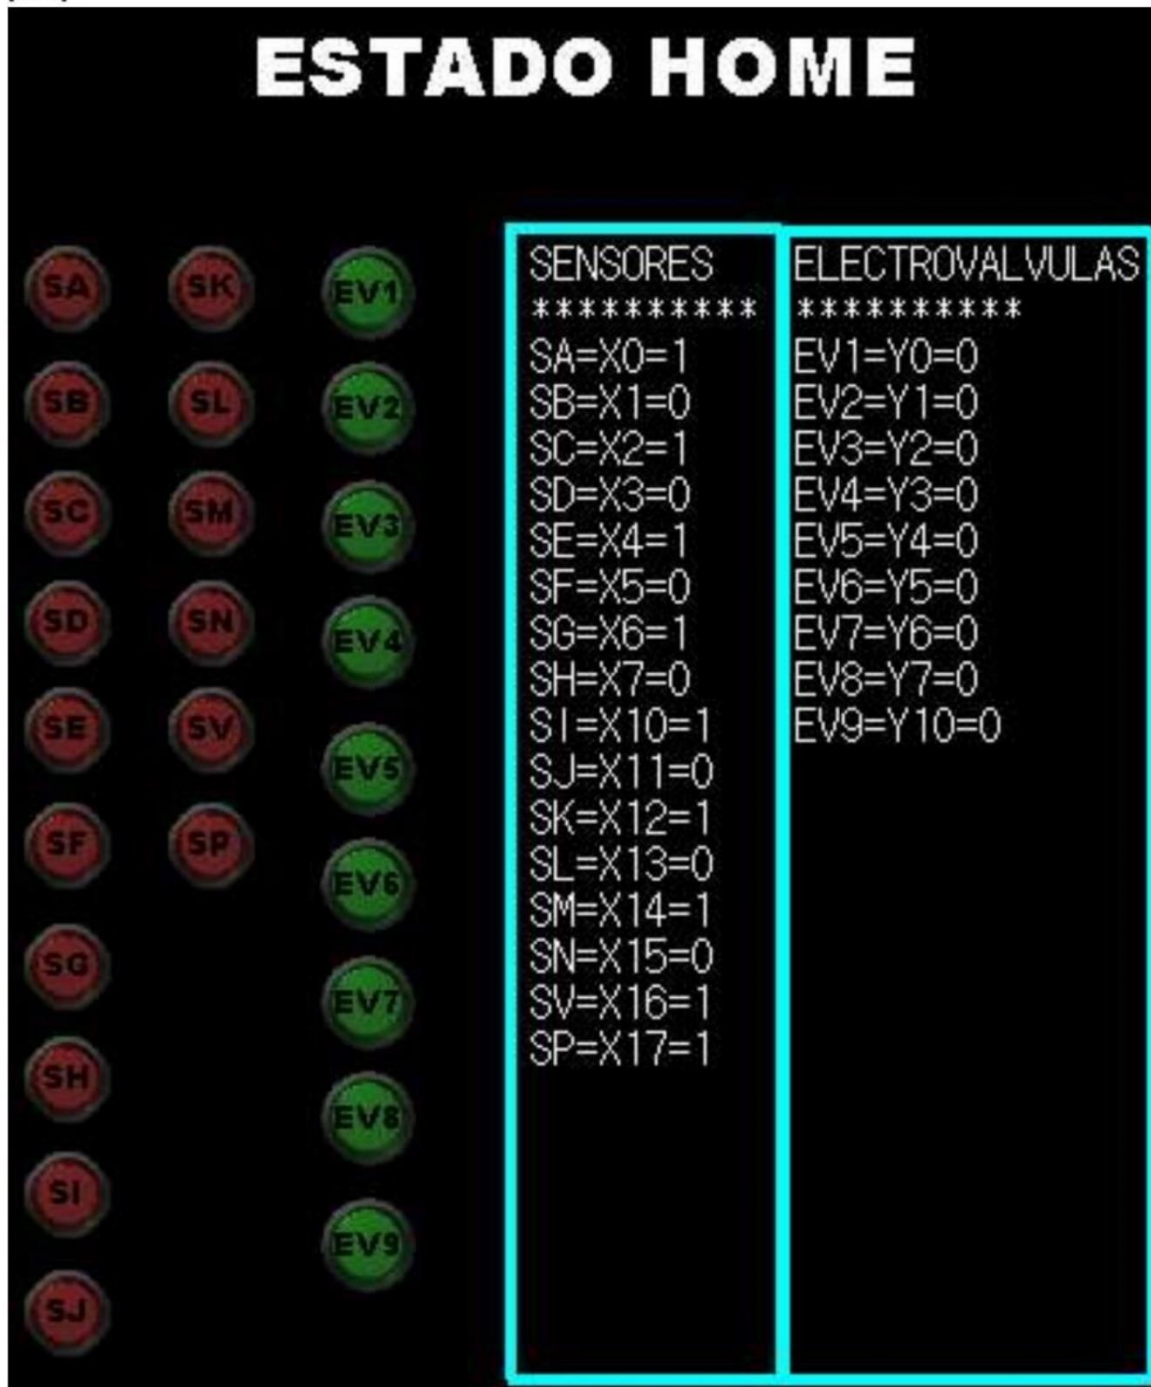 ESTADO HOME
SA
SB
SC
SD
SE
SF
SG
SH
SI
SJ
SK
SL
SM
SN
SV
SP
EV1
EV2
EV3
EV4
EV5
EV6
EV7
EV8
EV9
SENSORES
**********
SA=X0=1
SB=X1=0
SC=X2=1
SD=X3=0
SE=X4=1
SF=X5=0
SG=X6=1
SH=X7=0
SI=X10=1
SJ=X11=0
SK=X12=1
SL=X13=0
SM=X14=1
SN=X15=0
SV=X16=1
SP=X17=1
ELECTROVALVULAS
**********
EV1=Y0=0
EV2=Y1=0
EV3=Y2=0
EV4=Y3=0
EV5=Y4=0
EV6=Y5=0
EV7=Y6=0
EV8=Y7=0
EV9=Y10=0